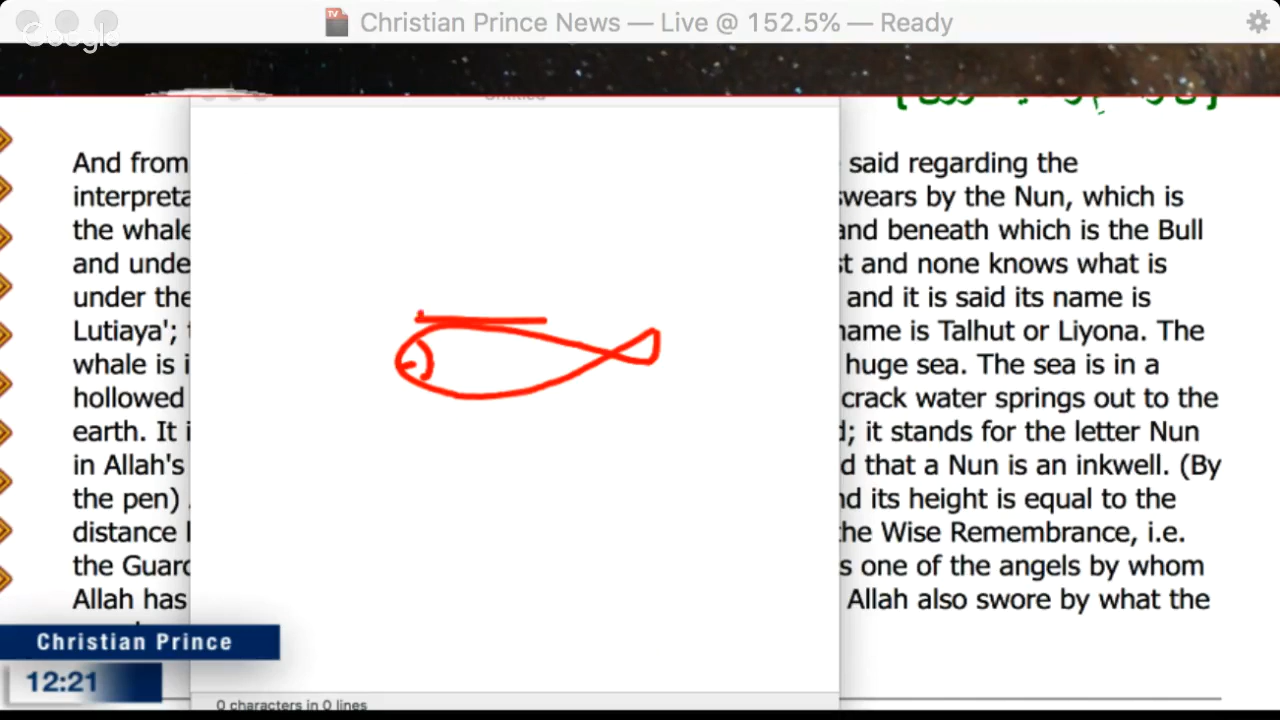 Christian Prince News — Live @ 152.5% — Ready
Google
TV
Untitled
And from said regarding the
interpreta swears by the Nun, which is
the whale and beneath which is the Bull
and unde st and none knows what is
under the and it is said its name is
Lutiaya'; name is Talhut or Liyona. The
whale is i huge sea. The sea is in a
hollowed crack water springs out to the
earth. It i d; it stands for the letter Nun
in Allah's d that a Nun is an inkwell. (By
the pen) nd its height is equal to the
distance the Wise Remembrance, i.e.
the Guard s one of the angels by whom
Allah has Allah also swore by what the
Christian Prince
12:21
0 characters in 0 lines